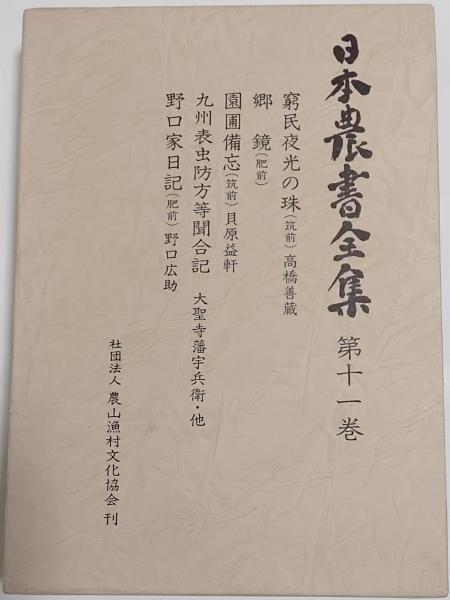 日本農書全集 第十一巻
窮民夜光の珠(筑前)高橋善蔵
郷鏡(肥前)
園圃備忘(筑前)貝原益軒
九州表虫防方等聞合記 大聖寺藩宇兵衛・他
野口家日記(肥前)野口広助
社団法人 農山漁村文化協会 刊